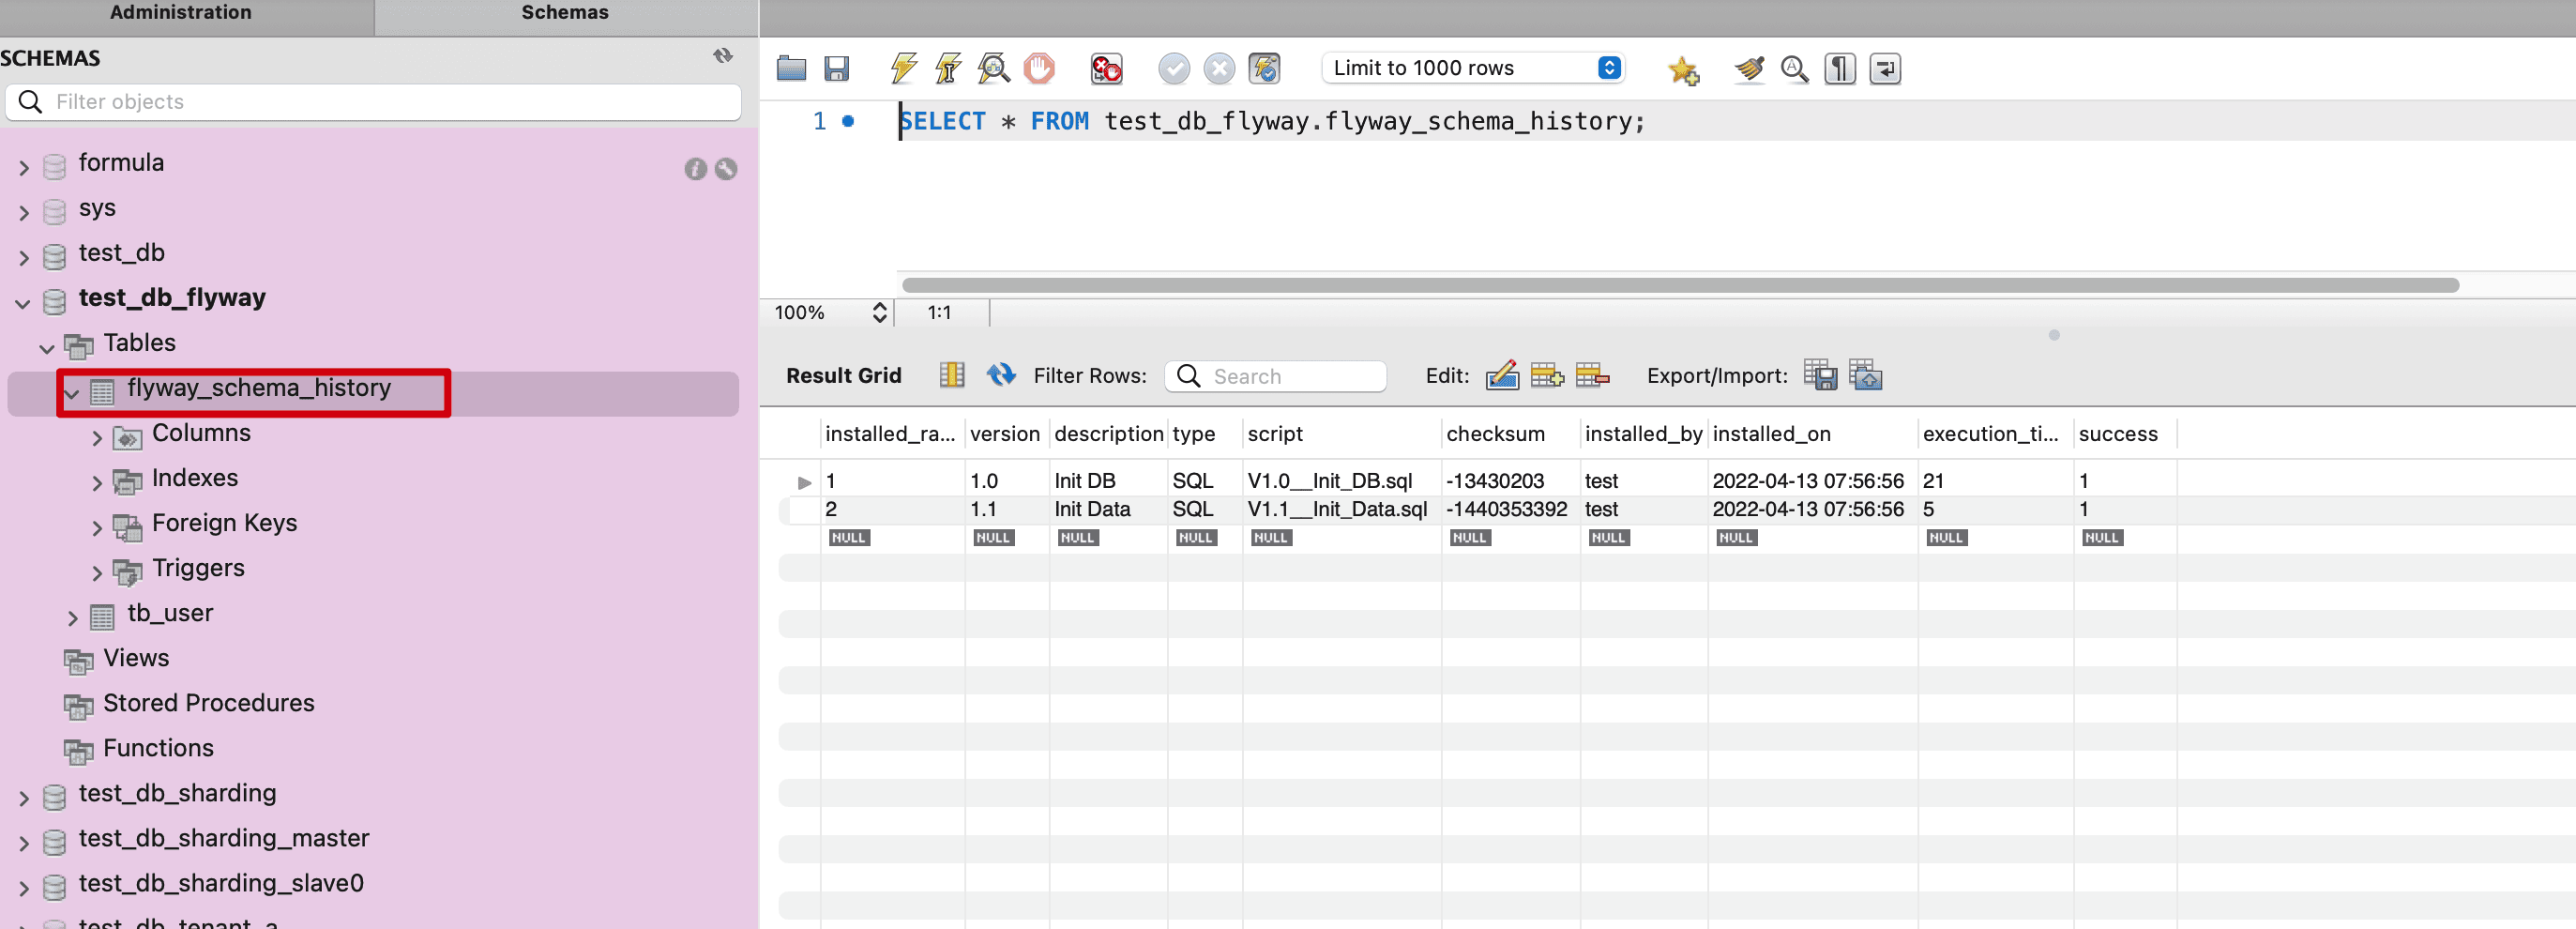 Administration
Schemas
SCHEMAS
Filter objects
formula
sys
test_db
test_db_flyway
Tables
flyway_schema_history
Columns
Indexes
Foreign Keys
Triggers
tb_user
Views
Stored Procedures
Functions
test_db_sharding
test_db_sharding_master
test_db_sharding_slave0
test_db_tenant_a
Limit to 1000 rows
1 SELECT * FROM test_db_flyway.flyway_schema_history;
100% 1:1
Result Grid Filter Rows: Search Edit: Export/Import:
installed_ra... version description type script checksum installed_by installed_on execution_ti... success
1 1.0 Init DB SQL V1.0__Init_DB.sql -13430203 test 2022-04-13 07:56:56 21 1
2 1.1 Init Data SQL V1.1__Init_Data.sql -1440353392 test 2022-04-13 07:56:56 5 1
NULL NULL NULL NULL NULL NULL NULL NULL NULL NULL